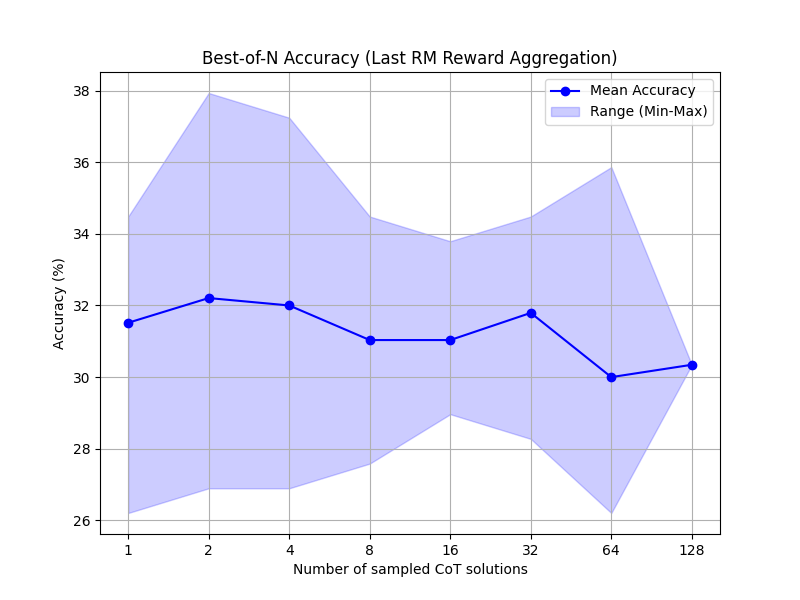 Best-of-N Accuracy (Last RM Reward Aggregation)
Mean Accuracy
Range (Min-Max)
Accuracy (%)
38
36
34
32
30
28
26
1 2 4 8 16 32 64 128
Number of sampled CoT solutions